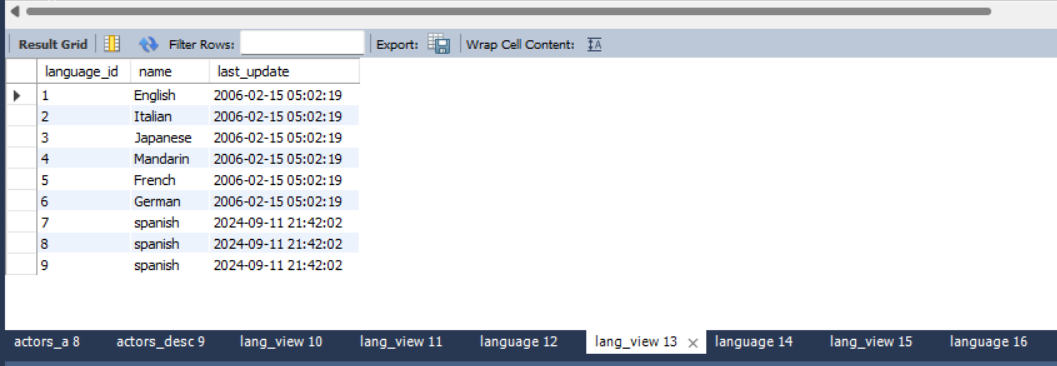 Result Grid Filter Rows: Export: Wrap Cell Content: IA
language_id name last_update
1 English 2006-02-15 05:02:19
2 Italian 2006-02-15 05:02:19
3 Japanese 2006-02-15 05:02:19
4 Mandarin 2006-02-15 05:02:19
5 French 2006-02-15 05:02:19
6 German 2006-02-15 05:02:19
7 spanish 2024-09-11 21:42:02
8 spanish 2024-09-11 21:42:02
9 spanish 2024-09-11 21:42:02
actors_a 8 actors_desc 9 lang_view 10 lang_view 11 language 12 lang_view 13 × language 14 lang_view 15 language 16